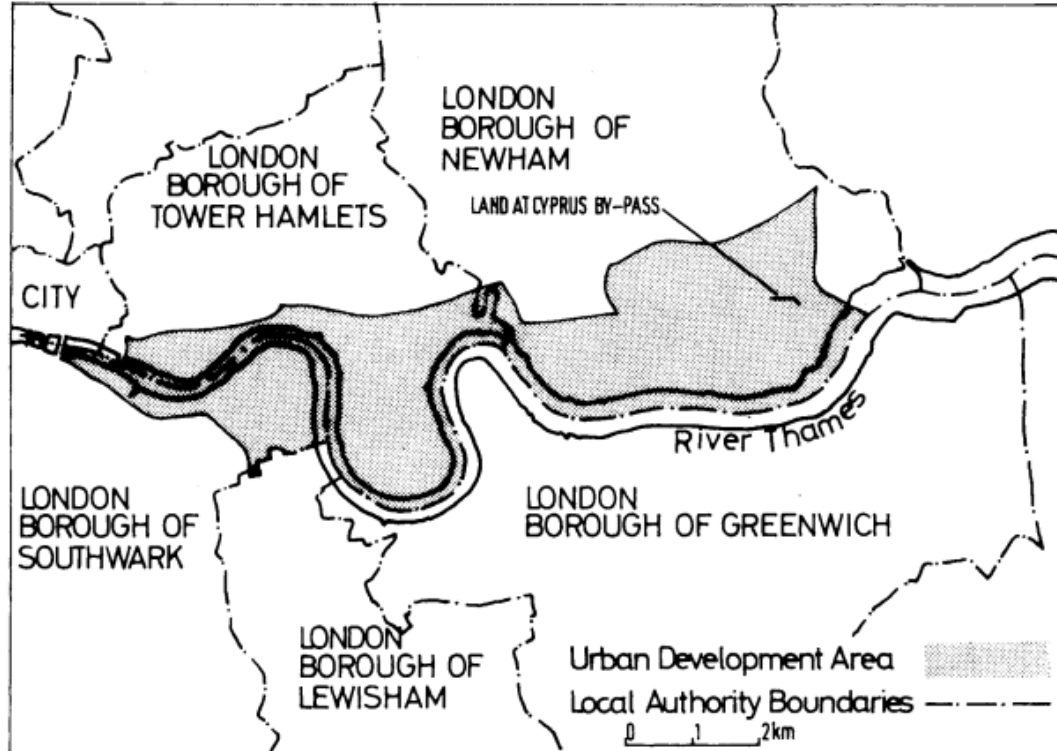 LONDON
BOROUGH OF
NEWHAM
LONDON
BOROUGH OF
TOWER HAMLETS
LAND AT CYPRUS BY-PASS
CITY
River Thames
LONDON
BOROUGH OF
SOUTHWARK
LONDON
BOROUGH OF GREENWICH
LONDON
BOROUGH OF
LEWISHAM
Urban Development Area
Local Authority Boundaries
0 1 2km